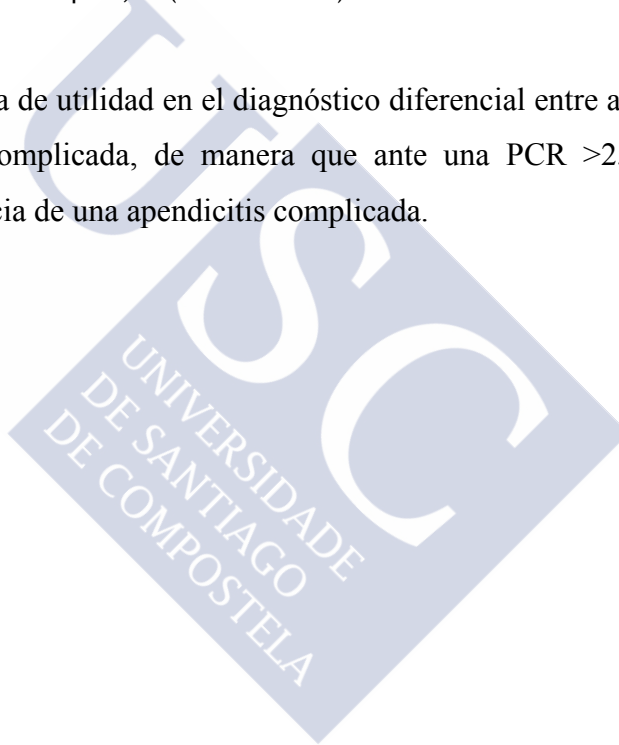 a de utilidad en el diagnóstico diferencial entre a
omplicada, de manera que ante una PCR >2.
cia de una apendicitis complicada.
USC
UNIVERSIDADE
DE SANTIAGO
DE COMPOSTELA